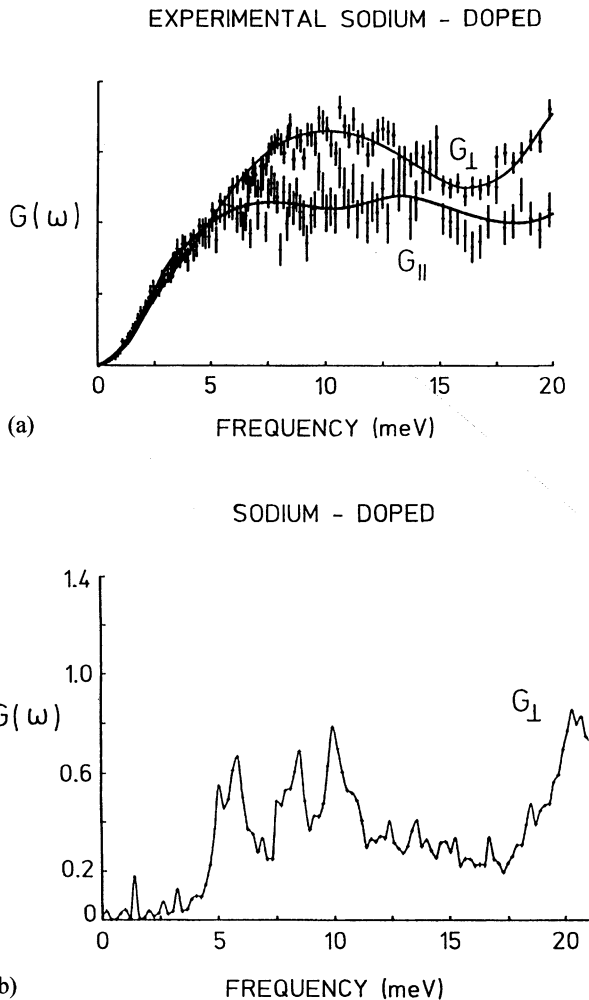 EXPERIMENTAL SODIUM - DOPED
G(ω)
G⊥
G||
0 5 10 15 20
(a)
FREQUENCY (meV)
SODIUM - DOPED
1.4
1.0
G(ω)
G⊥
0.6
0.2
0
0 5 10 15 20
b)
FREQUENCY (meV)